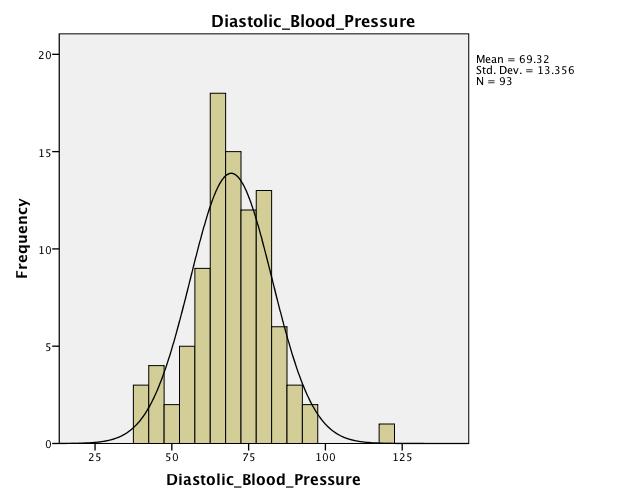 Diastolic_Blood_Pressure
Mean = 69.32
Std. Dev. = 13.356
N = 93
Frequency
20
15
10
5
0
25 50 75 100 125
Diastolic_Blood_Pressure